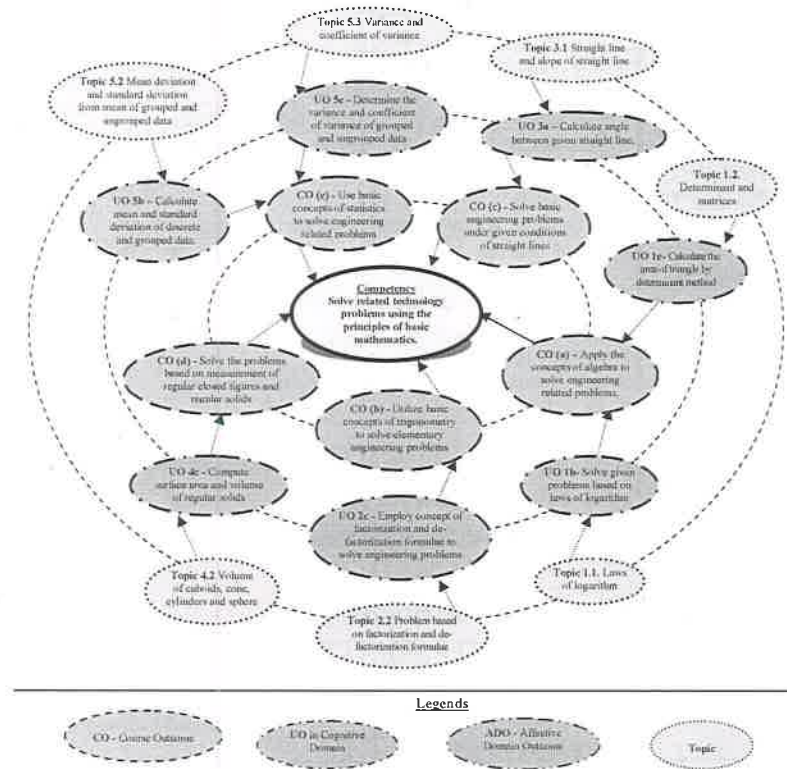 Topic 5.3 Variance and
coefficient of variance
Topic 3.1 Straight line
and slope of straight line
Topic 5.2 Mean deviation
and standard deviation
from mean of grouped and
ungrouped data
UO 5c - Determine the
variance and coefficient
of variance of grouped
and ungrouped data
UO 3a - Calculate angle
between given straight line.
Topic 1.2.
Determinant and
matrices
UO 5b - Calculate
mean and standard
deviation of discrete
and grouped data.
CO (e) - Use basic
concepts of statistics
to solve engineering
related problems
CO (c) - Solve basic
engineering problems
under given conditions
of straight lines
UO 1e- Calculate the
area of triangle by
determinant method
Competency
Solve related technology
problems using the
principles of basic
mathematics.
CO (d) - Solve the problems
based on measurement of
regular closed figures and
regular solids
CO (a) - Apply the
concepts of algebra to
solve engineering
related problems.
CO (b) - Utilize basic
concepts of trigonometry
to solve elementary
engineering problems
UO 4c - Compute
surface area and volume
of regular solids
UO 1b- Solve given
problems based on
laws of logarithm
UO 2c - Employ concept of
factorization and de-
factorization formulae to
solve engineering problems
Topic 4.2 Volume
of cuboids, cone,
cylinders and sphere
Topic 1.1. Laws
of logarithm
Topic 2.2 Problem based
on factorization and de-
factorization formulae
Legends
CO - Course Outcome
UO in Cognitive
Domain
ADO - Affective
Domain Outcome
Topic